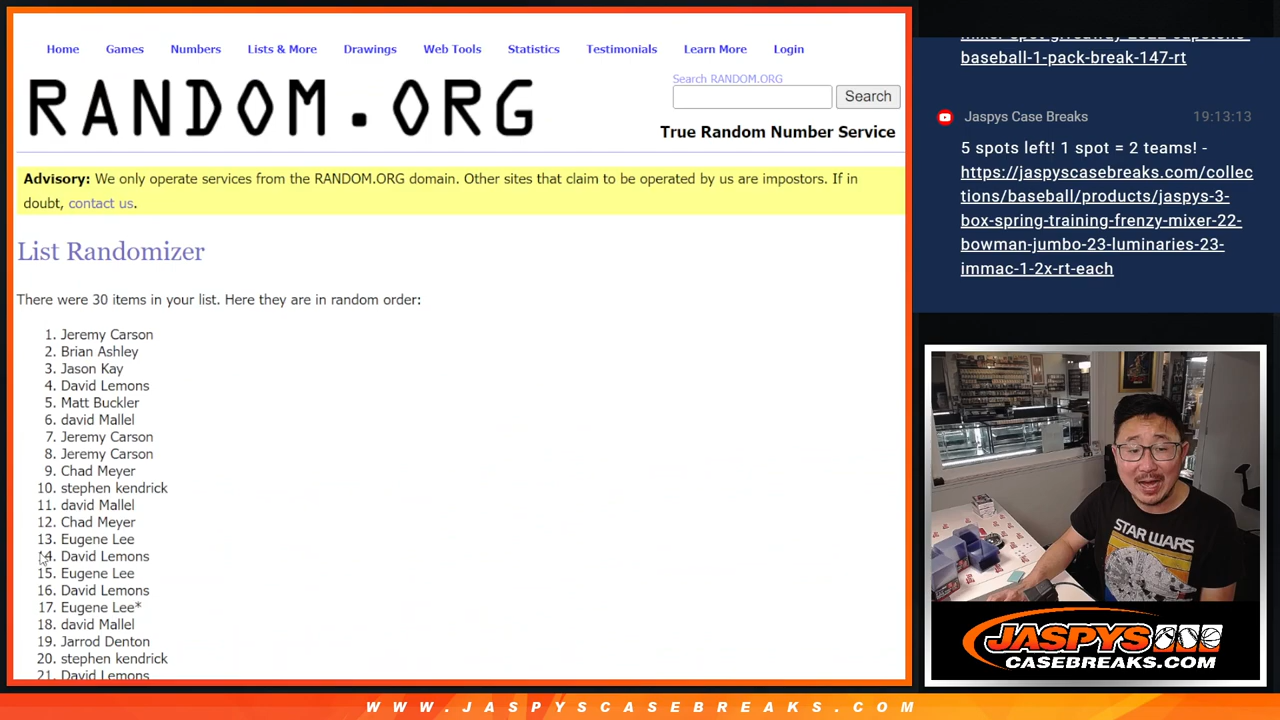 Home Games Numbers Lists & More Drawings Web Tools Statistics Testimonials Learn More Login
RANDOM.ORG
Search RANDOM.ORG
Search
True Random Number Service
Advisory: We only operate services from the RANDOM.ORG domain. Other sites that claim to be operated by us are impostors. If in
doubt, contact us.
List Randomizer
There were 30 items in your list. Here they are in random order:
1. Jeremy Carson
2. Brian Ashley
3. Jason Kay
4. David Lemons
5. Matt Buckler
6. david Mallel
7. Jeremy Carson
8. Jeremy Carson
9. Chad Meyer
10. stephen kendrick
11. david Mallel
12. Chad Meyer
13. Eugene Lee
14. David Lemons
15. Eugene Lee
16. David Lemons
17. Eugene Lee*
18. david Mallel
19. Jarrod Denton
20. stephen kendrick
21. David Lemons
baseball-1-pack-break-147-rt
Jaspys Case Breaks 19:13:13
5 spots left! 1 spot = 2 teams! -
https://jaspyscasebreaks.com/collec
tions/baseball/products/jaspys-3-
box-spring-training-frenzy-mixer-22-
bowman-jumbo-23-luminaries-23-
immac-1-2x-rt-each
STAR WARS
JASPYS
CASEBREAKS.COM
WWW.JASPYSCASEBREAKS.COM